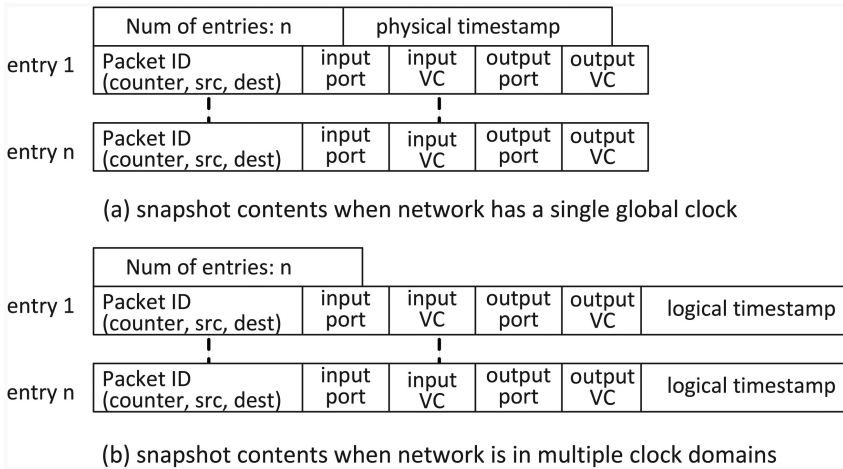 Num of entries: n physical timestamp
entry 1 Packet ID (counter, src, dest) input port input VC output port output VC
entry n Packet ID (counter, src, dest) input port input VC output port output VC
(a) snapshot contents when network has a single global clock
Num of entries: n
entry 1 Packet ID (counter, src, dest) input port input VC output port output VC logical timestamp
entry n Packet ID (counter, src, dest) input port input VC output port output VC logical timestamp
(b) snapshot contents when network is in multiple clock domains